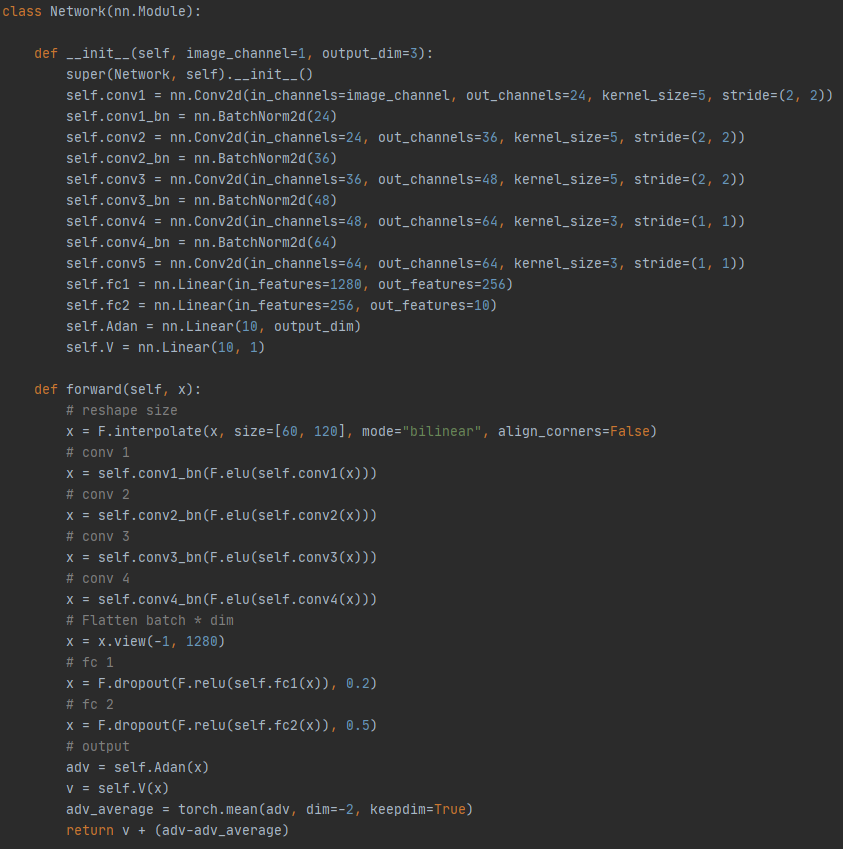 class Network(nn.Module):

    def __init__(self, image_channel=1, output_dim=3):
        super(Network, self).__init__()
        self.conv1 = nn.Conv2d(in_channels=image_channel, out_channels=24, kernel_size=5, stride=(2, 2))
        self.conv1_bn = nn.BatchNorm2d(24)
        self.conv2 = nn.Conv2d(in_channels=24, out_channels=36, kernel_size=5, stride=(2, 2))
        self.conv2_bn = nn.BatchNorm2d(36)
        self.conv3 = nn.Conv2d(in_channels=36, out_channels=48, kernel_size=5, stride=(2, 2))
        self.conv3_bn = nn.BatchNorm2d(48)
        self.conv4 = nn.Conv2d(in_channels=48, out_channels=64, kernel_size=3, stride=(1, 1))
        self.conv4_bn = nn.BatchNorm2d(64)
        self.conv5 = nn.Conv2d(in_channels=64, out_channels=64, kernel_size=3, stride=(1, 1))
        self.fc1 = nn.Linear(in_features=1280, out_features=256)
        self.fc2 = nn.Linear(in_features=256, out_features=10)
        self.Adan = nn.Linear(10, output_dim)
        self.V = nn.Linear(10, 1)

    def forward(self, x):
        # reshape size
        x = F.interpolate(x, size=[60, 120], mode="bilinear", align_corners=False)
        # conv 1
        x = self.conv1_bn(F.elu(self.conv1(x)))
        # conv 2
        x = self.conv2_bn(F.elu(self.conv2(x)))
        # conv 3
        x = self.conv3_bn(F.elu(self.conv3(x)))
        # conv 4
        x = self.conv4_bn(F.elu(self.conv4(x)))
        # Flatten batch * dim
        x = x.view(-1, 1280)
        # fc 1
        x = F.dropout(F.relu(self.fc1(x)), 0.2)
        # fc 2
        x = F.dropout(F.relu(self.fc2(x)), 0.5)
        # output
        adv = self.Adan(x)
        v = self.V(x)
        adv_average = torch.mean(adv, dim=-2, keepdim=True)
        return v + (adv-adv_average)